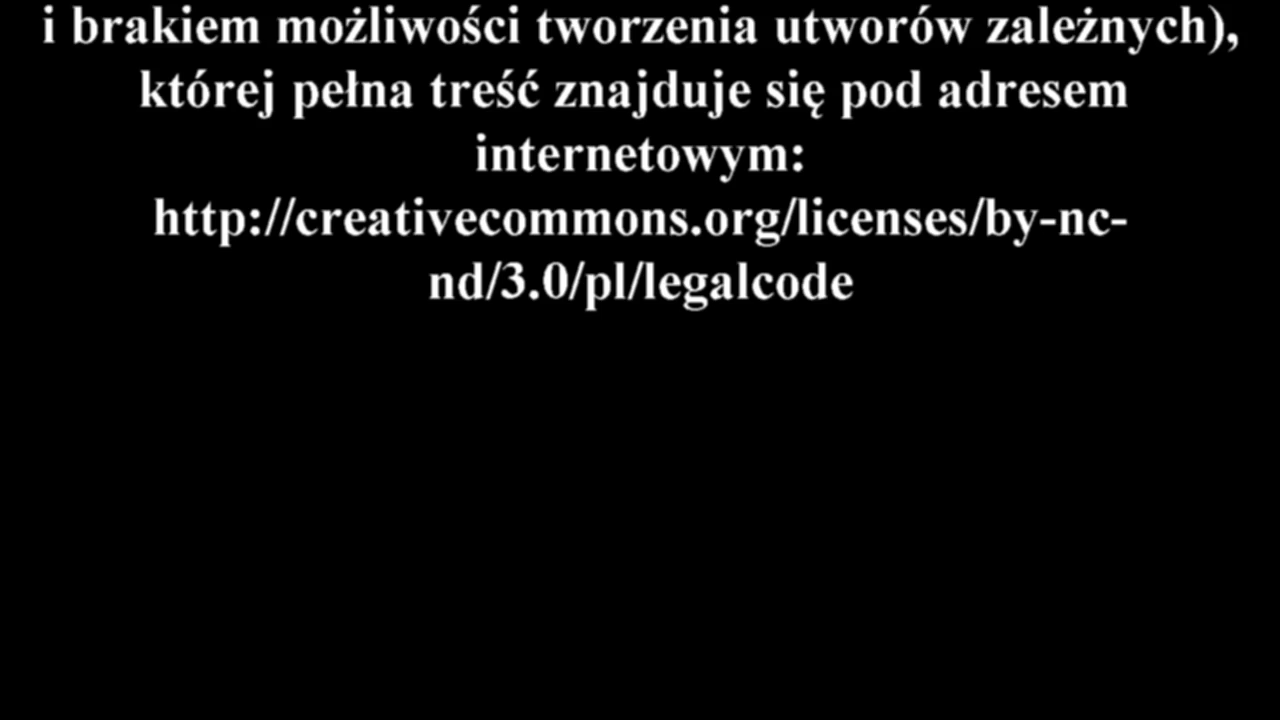 i brakiem możliwości tworzenia utworów zależnych),
której pełna treść znajduje się pod adresem
internetowym:
http://creativecommons.org/licenses/by-nc-
nd/3.0/pl/legalcode